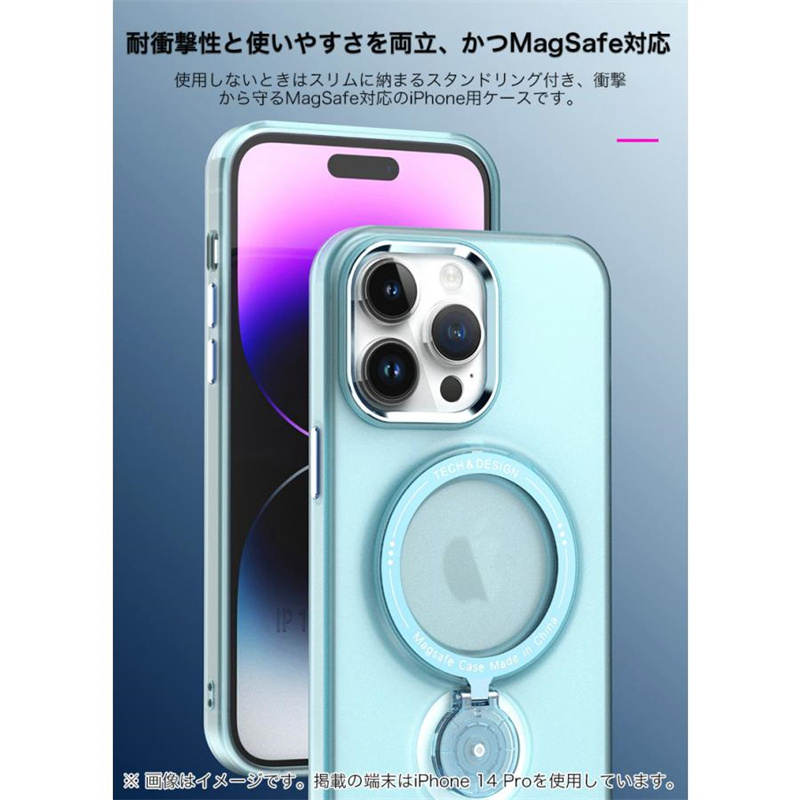 耐衝撃性と使いやすさを両立、かつMagSafe対応
使用しないときはスリムに納まるスタンドリング付き、衝撃
から守るMagSafe対応のiPhone用ケースです。
TECH & DESIGN
IP 1
Magsafe Case Made in China
※ 画像はイメージです。掲載の端末はiPhone 14 Proを使用しています。